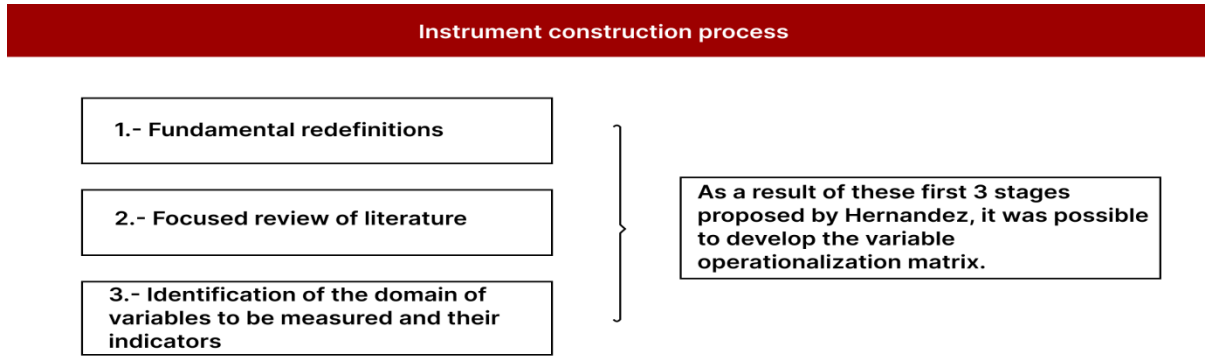 Instrument construction process
1.- Fundamental redefinitions
2.- Focused review of literature
3.- Identification of the domain of
variables to be measured and their
indicators
As a result of these first 3 stages
proposed by Hernandez, it was possible
to develop the variable
operationalization matrix.